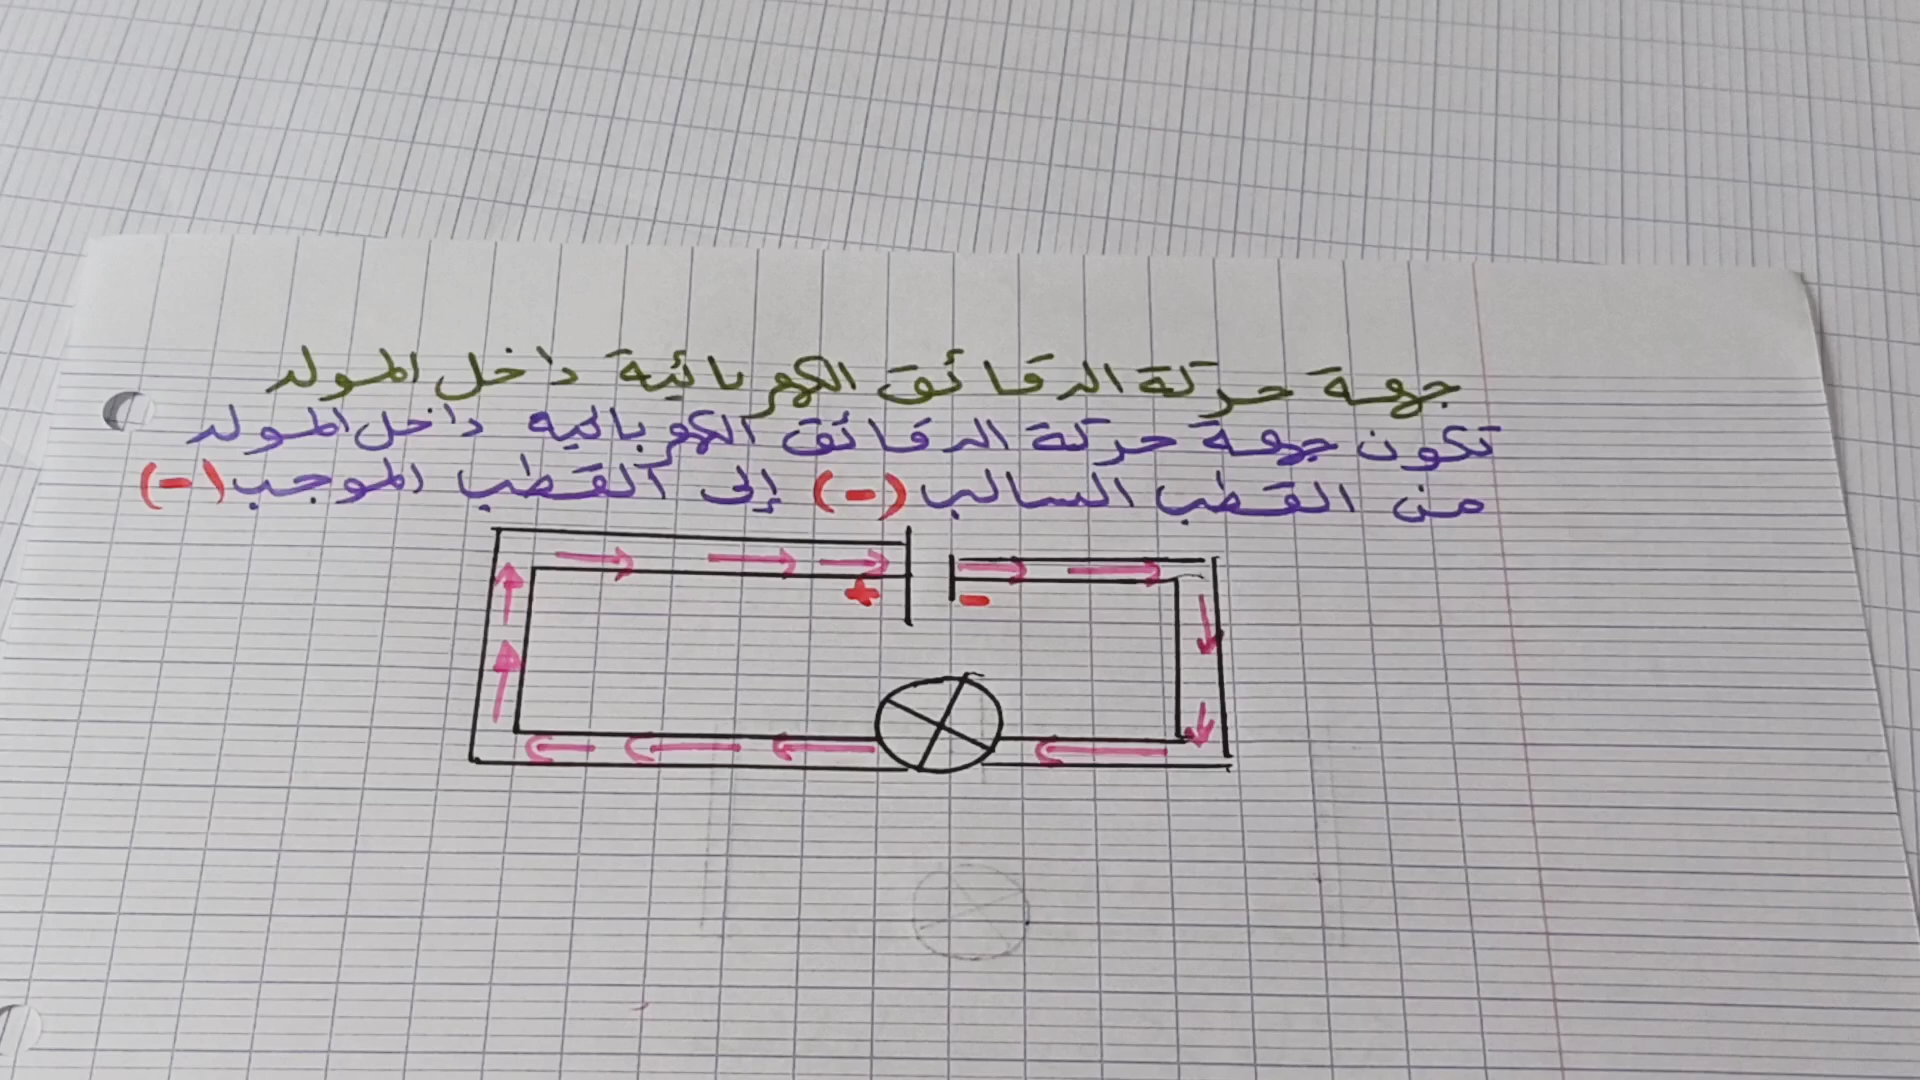 جهة حركة الدقائق الكهربائية داخل المولد
تكون جهة حركة الدقائق الكهربائية داخل المولد
من القطب السالب (-) إلى القطب الموجب (-)
+ -